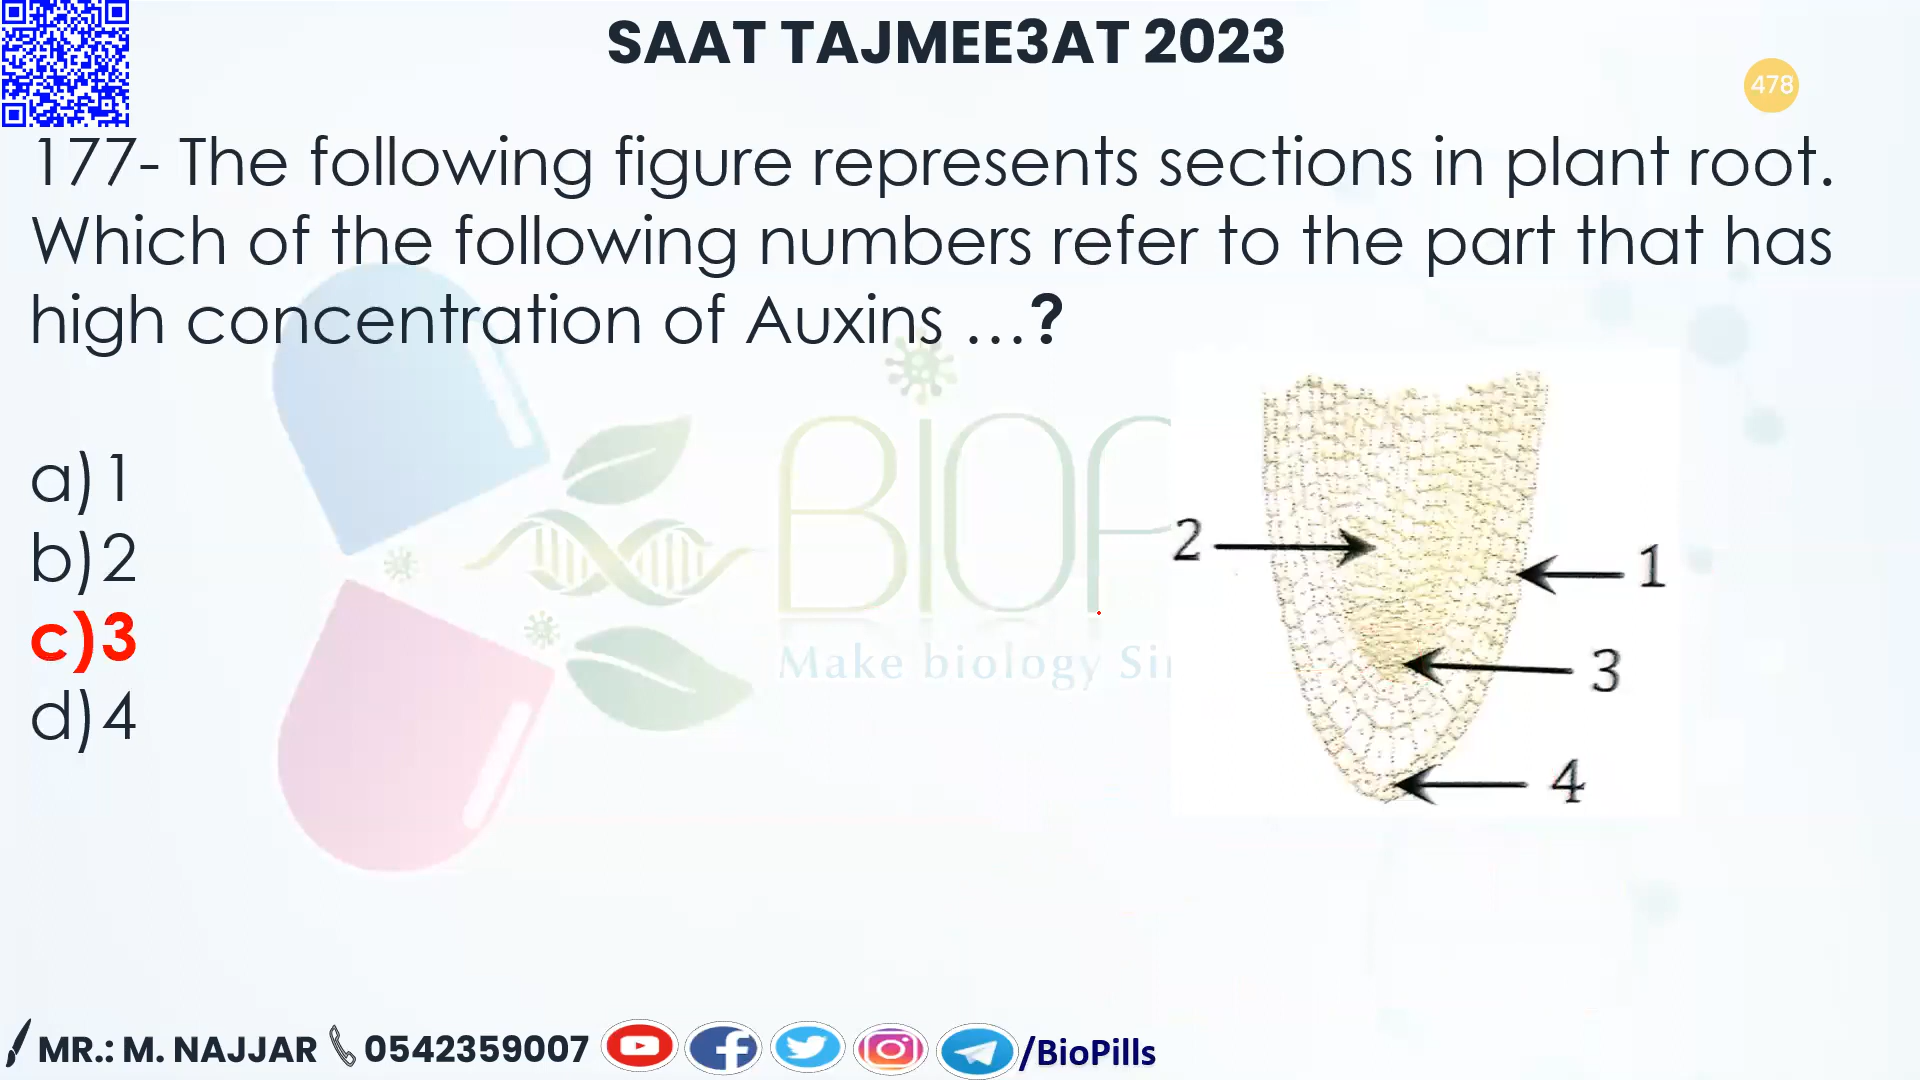 SAAT TAJMEE3AT 2023
478
177- The following figure represents sections in plant root.
Which of the following numbers refer to the part that has
high concentration of Auxins ...?
a)1
b)2
c)3
d)4
2
1
3
4
BIOP
Make biology Si
MR.: M. NAJJAR 0542359007 /BioPills